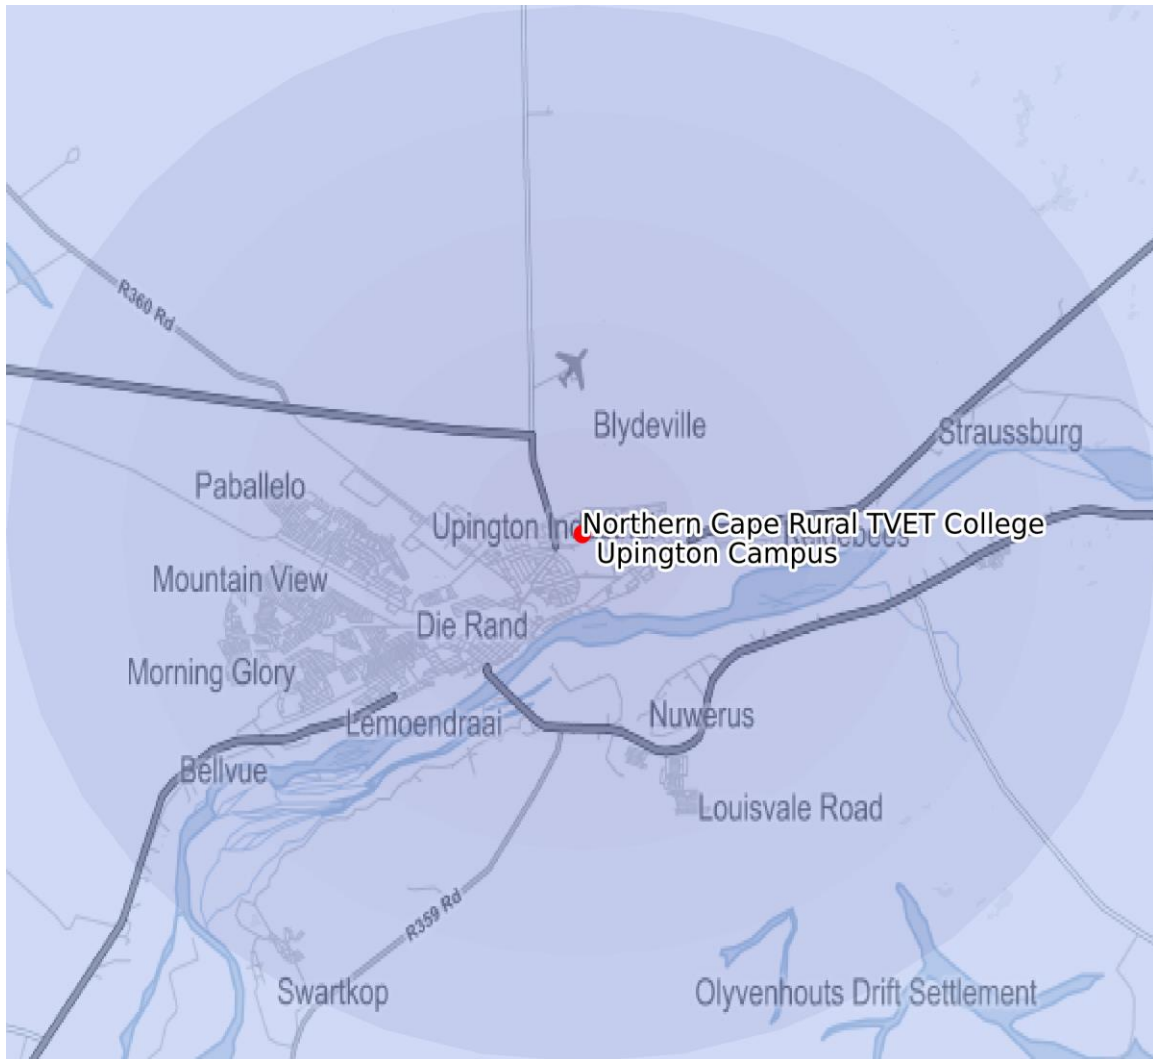 R360 Rd
Blydeville
Straussburg
Paballelo
Upington
Northern Cape Rural TVET College
Upington Campus
Mountain View
Die Rand
Morning Glory
Nuwerus
Lemoendraai
Bellvue
Louisvale Road
R359 Rd
Swartkop
Olyvenhouts Drift Settlement